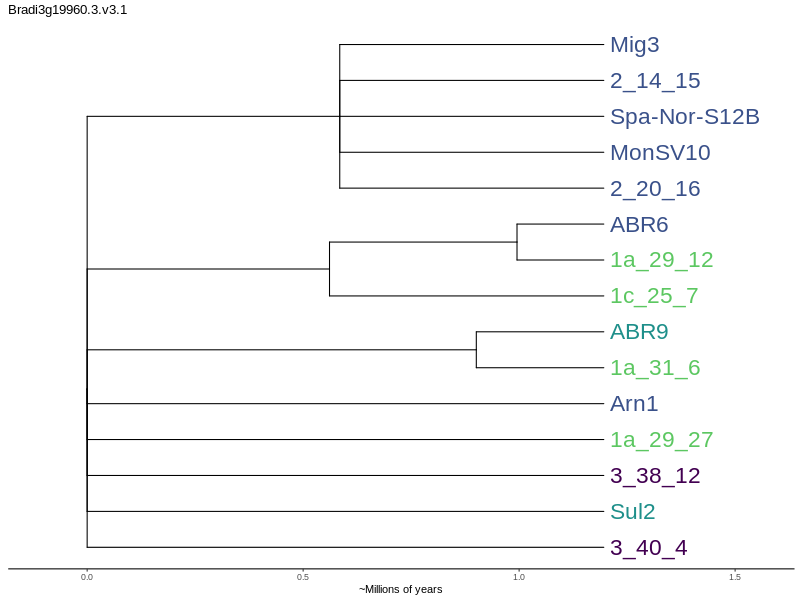 Bradi3g19960.3.v3.1
Mig3
2_14_15
Spa-Nor-S12B
MonSV10
2_20_16
ABR6
1a_29_12
1c_25_7
ABR9
1a_31_6
Arn1
1a_29_27
3_38_12
Sul2
3_40_4
0.0 0.5 1.0 1.5
~Millions of years